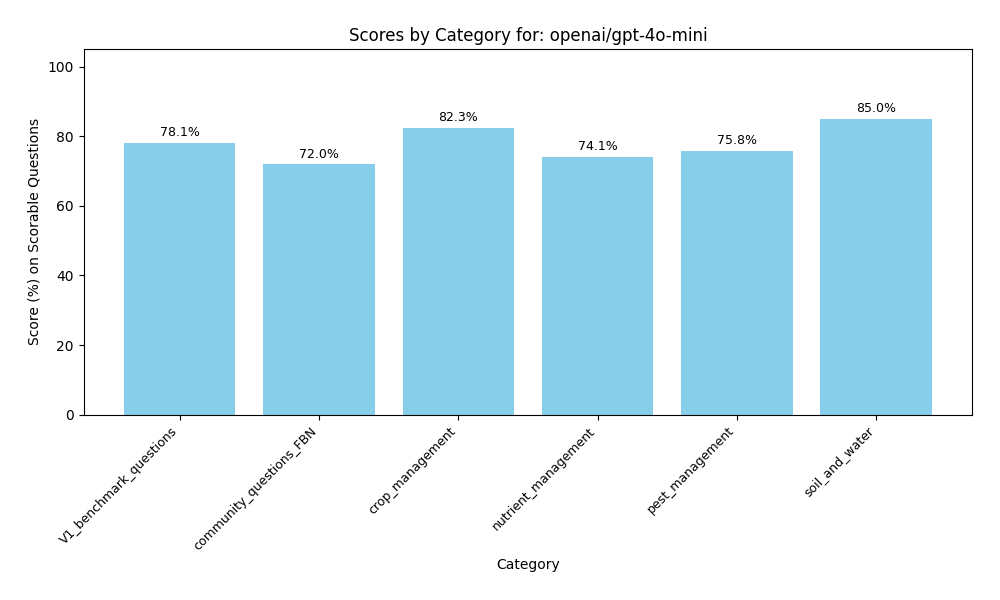 Scores by Category for: openai/gpt-4o-mini
Score (%) on Scorable Questions
100
80
60
40
20
0
78.1%
72.0%
82.3%
74.1%
75.8%
85.0%
V1_benchmark_questions
community_questions_FBN
crop_management
nutrient_management
pest_management
soil_and_water
Category